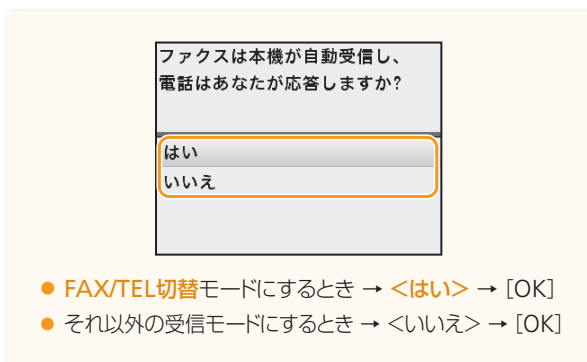 ファクスは本機が自動受信し、
電話はあなたが応答しますか?
はい
いいえ
● FAX/TEL切替モードにするとき → <はい> → [OK]
● それ以外の受信モードにするとき → <いいえ> → [OK]